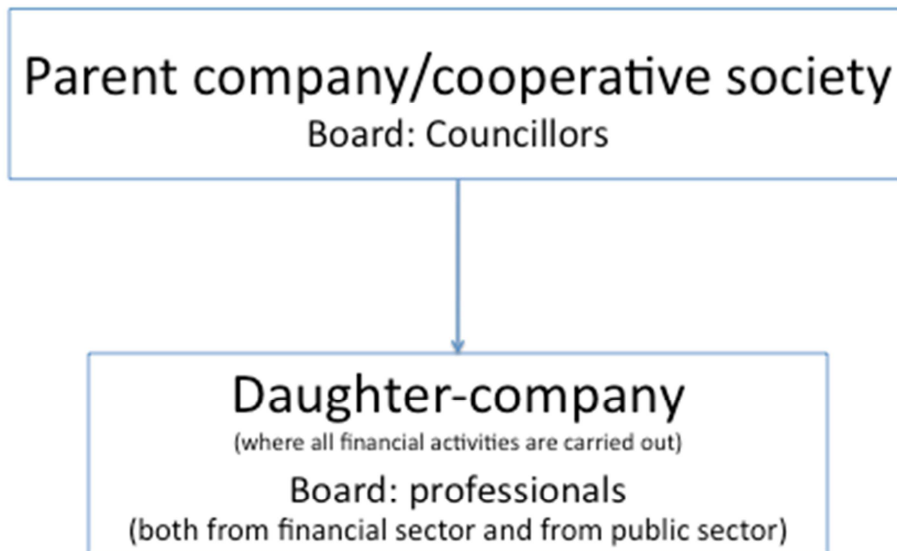 Parent company/cooperative society
Board: Councillors
Daughter-company
(where all financial activities are carried out)
Board: professionals
(both from financial sector and from public sector)